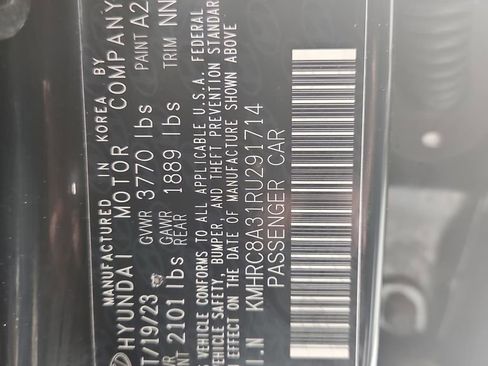 MANUFACTURED IN KOREA BY
HYUNDAI MOTOR COMPANY
T/19/23 GVWR 3770 lbs PAINT A2
2101 lbs GAWR REAR 1889 lbs TRIM NN
VEHICLE CONFORMS TO ALL APPLICABLE U.S.A. FEDERAL
VEHICLE SAFETY, BUMPER, AND THEFT PREVENTION STANDAR
ON THE DATE OF MANUFACTURE SHOWN ABOVE
I.N KMHRC8A31RU291714
PASSENGER CAR